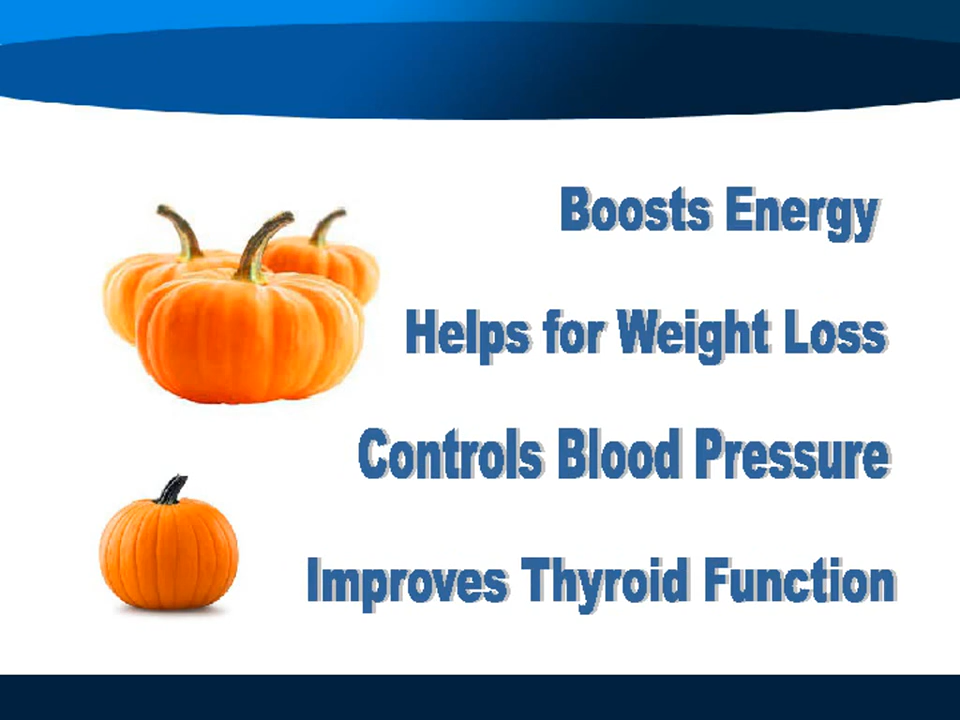 Boosts Energy
Helps for Weight Loss
Controls Blood Pressure
Improves Thyroid Function